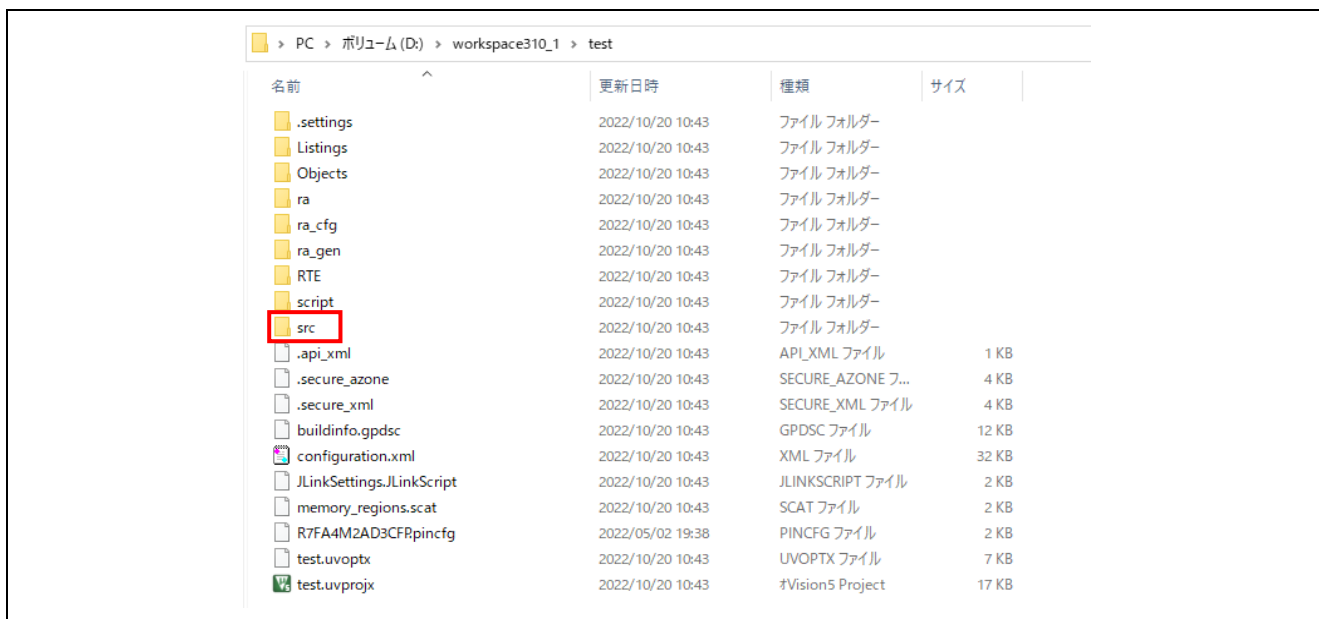 PC › ボリューム (D:) › workspace310_1 › test
名前 更新日時 種類 サイズ
.settings 2022/10/20 10:43 ファイル フォルダー
Listings 2022/10/20 10:43 ファイル フォルダー
Objects 2022/10/20 10:43 ファイル フォルダー
ra 2022/10/20 10:43 ファイル フォルダー
ra_cfg 2022/10/20 10:43 ファイル フォルダー
ra_gen 2022/10/20 10:43 ファイル フォルダー
RTE 2022/10/20 10:43 ファイル フォルダー
script 2022/10/20 10:43 ファイル フォルダー
src 2022/10/20 10:43 ファイル フォルダー
.api_xml 2022/10/20 10:43 API_XML ファイル 1 KB
.secure_azone 2022/10/20 10:43 SECURE_AZONE フ... 4 KB
.secure_xml 2022/10/20 10:43 SECURE_XML ファイル 4 KB
buildinfo.gpdsc 2022/10/20 10:43 GPDSC ファイル 12 KB
configuration.xml 2022/10/20 10:43 XML ファイル 32 KB
JLinkSettings.JLinkScript 2022/10/20 10:43 JLINKSCRIPT ファイル 2 KB
memory_regions.scat 2022/10/20 10:43 SCAT ファイル 2 KB
R7FA4M2AD3CFP.pincfg 2022/05/02 19:38 PINCFG ファイル 2 KB
test.uvoptx 2022/10/20 10:43 UVOPTX ファイル 7 KB
test.uvprojx 2022/10/20 10:43 ｵVision5 Project 17 KB